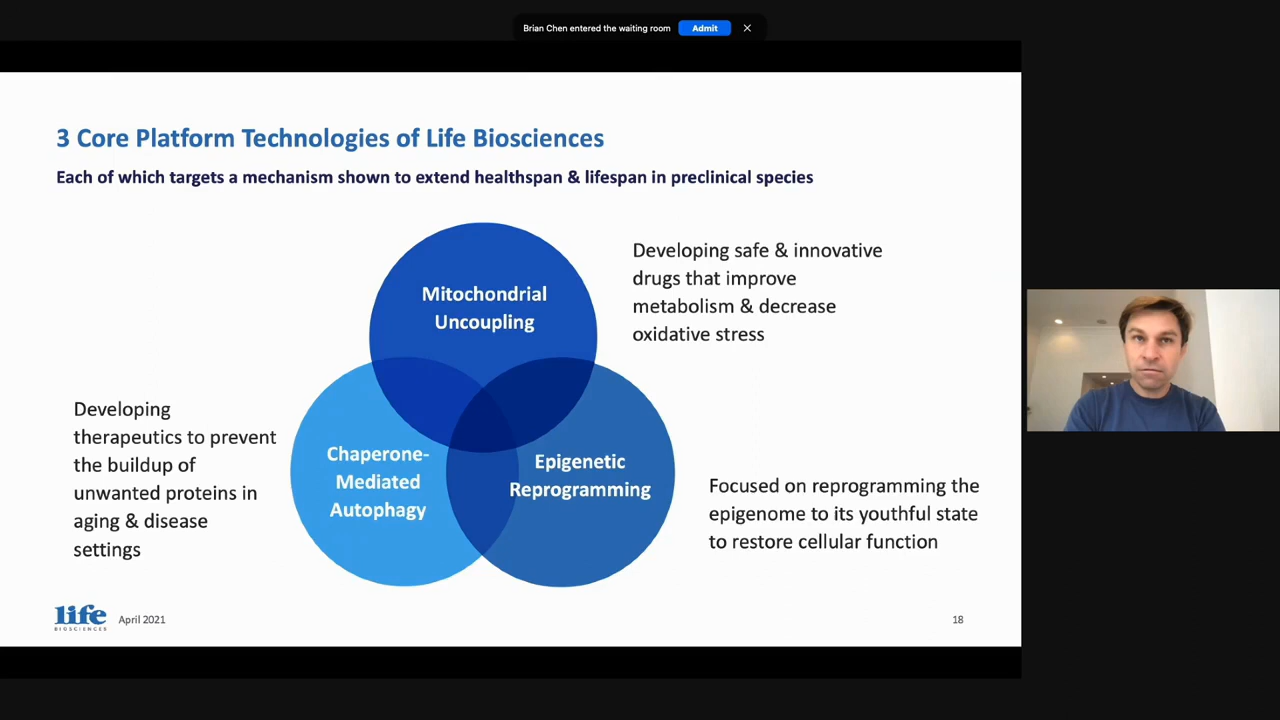 Brian Chen entered the waiting room
Admit
3 Core Platform Technologies of Life Biosciences
Each of which targets a mechanism shown to extend healthspan & lifespan in preclinical species
Mitochondrial
Uncoupling
Developing safe & innovative
drugs that improve
metabolism & decrease
oxidative stress
Developing
therapeutics to prevent
the buildup of
unwanted proteins in
aging & disease
settings
Chaperone-
Mediated
Autophagy
Epigenetic
Reprogramming
Focused on reprogramming the
epigenome to its youthful state
to restore cellular function
life
BIOSCIENCES
April 2021
18